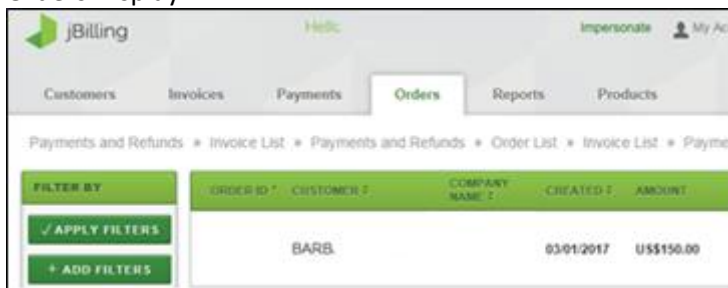 jBilling
Hello,
Impersonate My Ac
Customers Invoices Payments Orders Reports Products
Payments and Refunds » Invoice List » Payments and Refunds » Order List » Invoice List » Payme
FILTER BY
ORDER ID CUSTOMER COMPANY NAME CREATED AMOUNT
✓ APPLY FILTERS
BARB. 03/01/2017 US$150.00
+ ADD FILTERS